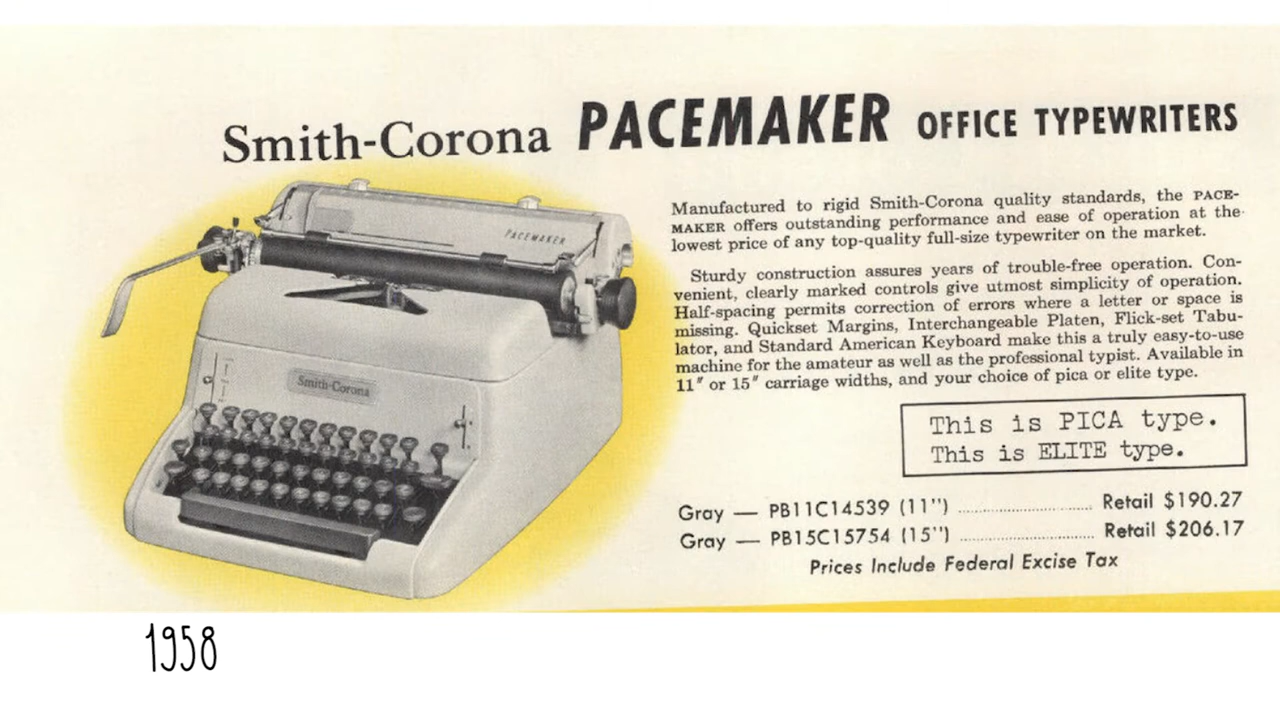 Smith-Corona PACEMAKER OFFICE TYPEWRITERS
PACEMAKER
Smith-Corona
Manufactured to rigid Smith-Corona quality standards, the PACE-
MAKER offers outstanding performance and ease of operation at the
lowest price of any top-quality full-size typewriter on the market.
Sturdy construction assures years of trouble-free operation. Con-
venient, clearly marked controls give utmost simplicity of operation.
Half-spacing permits correction of errors where a letter or space is
missing. Quickset Margins, Interchangeable Platen, Flick-set Tabu-
lator, and Standard American Keyboard make this a truly easy-to-use
machine for the amateur as well as the professional typist. Available in
11″ or 15″ carriage widths, and your choice of pica or elite type.
This is PICA type.
This is ELITE type.
Gray — PB11C14539 (11") ........................ Retail $190.27
Gray — PB15C15754 (15") ........................ Retail $206.17
Prices Include Federal Excise Tax
1958